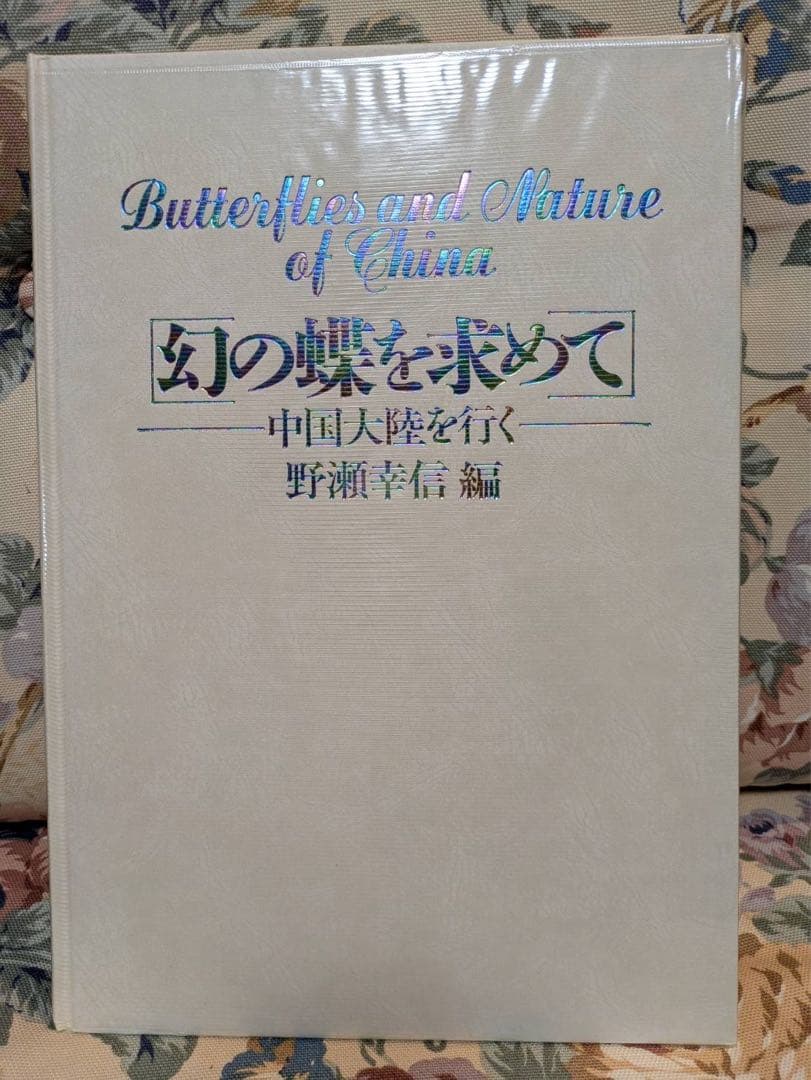 Butterflies and Nature
of China
[幻の蝶を求めて]
中国大陸を行く
野瀬幸信 編